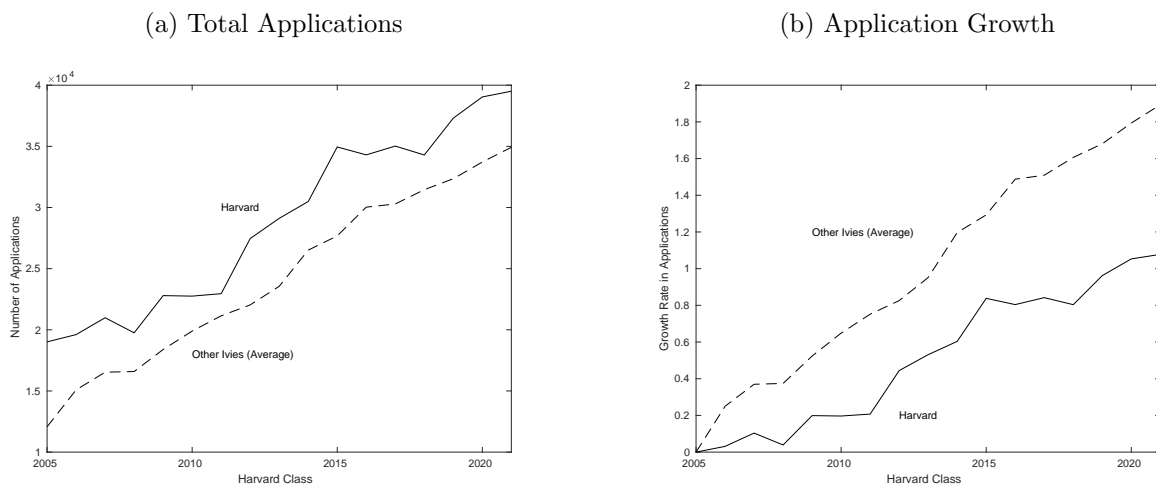 (a) Total Applications
×10⁴
4
3.5
3
2.5
2
1.5
1
Number of Applications
Harvard
Other Ivies (Average)
2005 2010 2015 2020
Harvard Class
(b) Application Growth
2
1.8
1.6
1.4
1.2
1
0.8
0.6
0.4
0.2
0
Growth Rate in Applications
Other Ivies (Average)
Harvard
2005 2010 2015 2020
Harvard Class